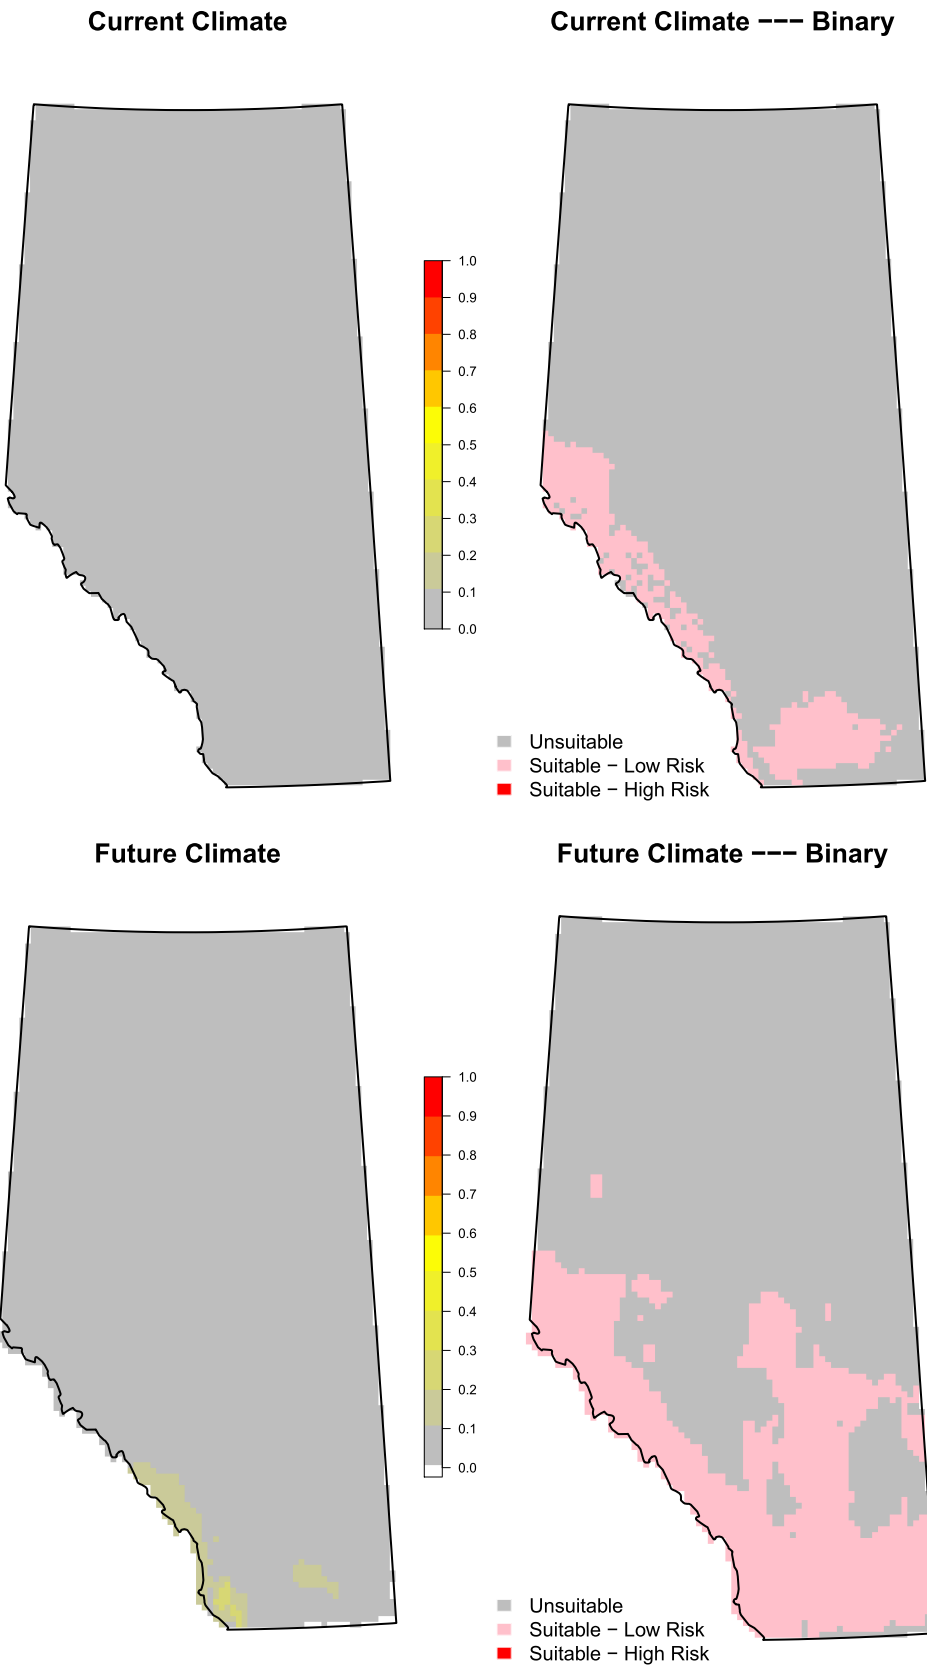 Current Climate
Current Climate −−− Binary
1.0
0.9
0.8
0.7
0.6
0.5
0.4
0.3
0.2
0.1
0.0
Unsuitable
Suitable − Low Risk
Suitable − High Risk
Future Climate
Future Climate −−− Binary
1.0
0.9
0.8
0.7
0.6
0.5
0.4
0.3
0.2
0.1
0.0
Unsuitable
Suitable − Low Risk
Suitable − High Risk